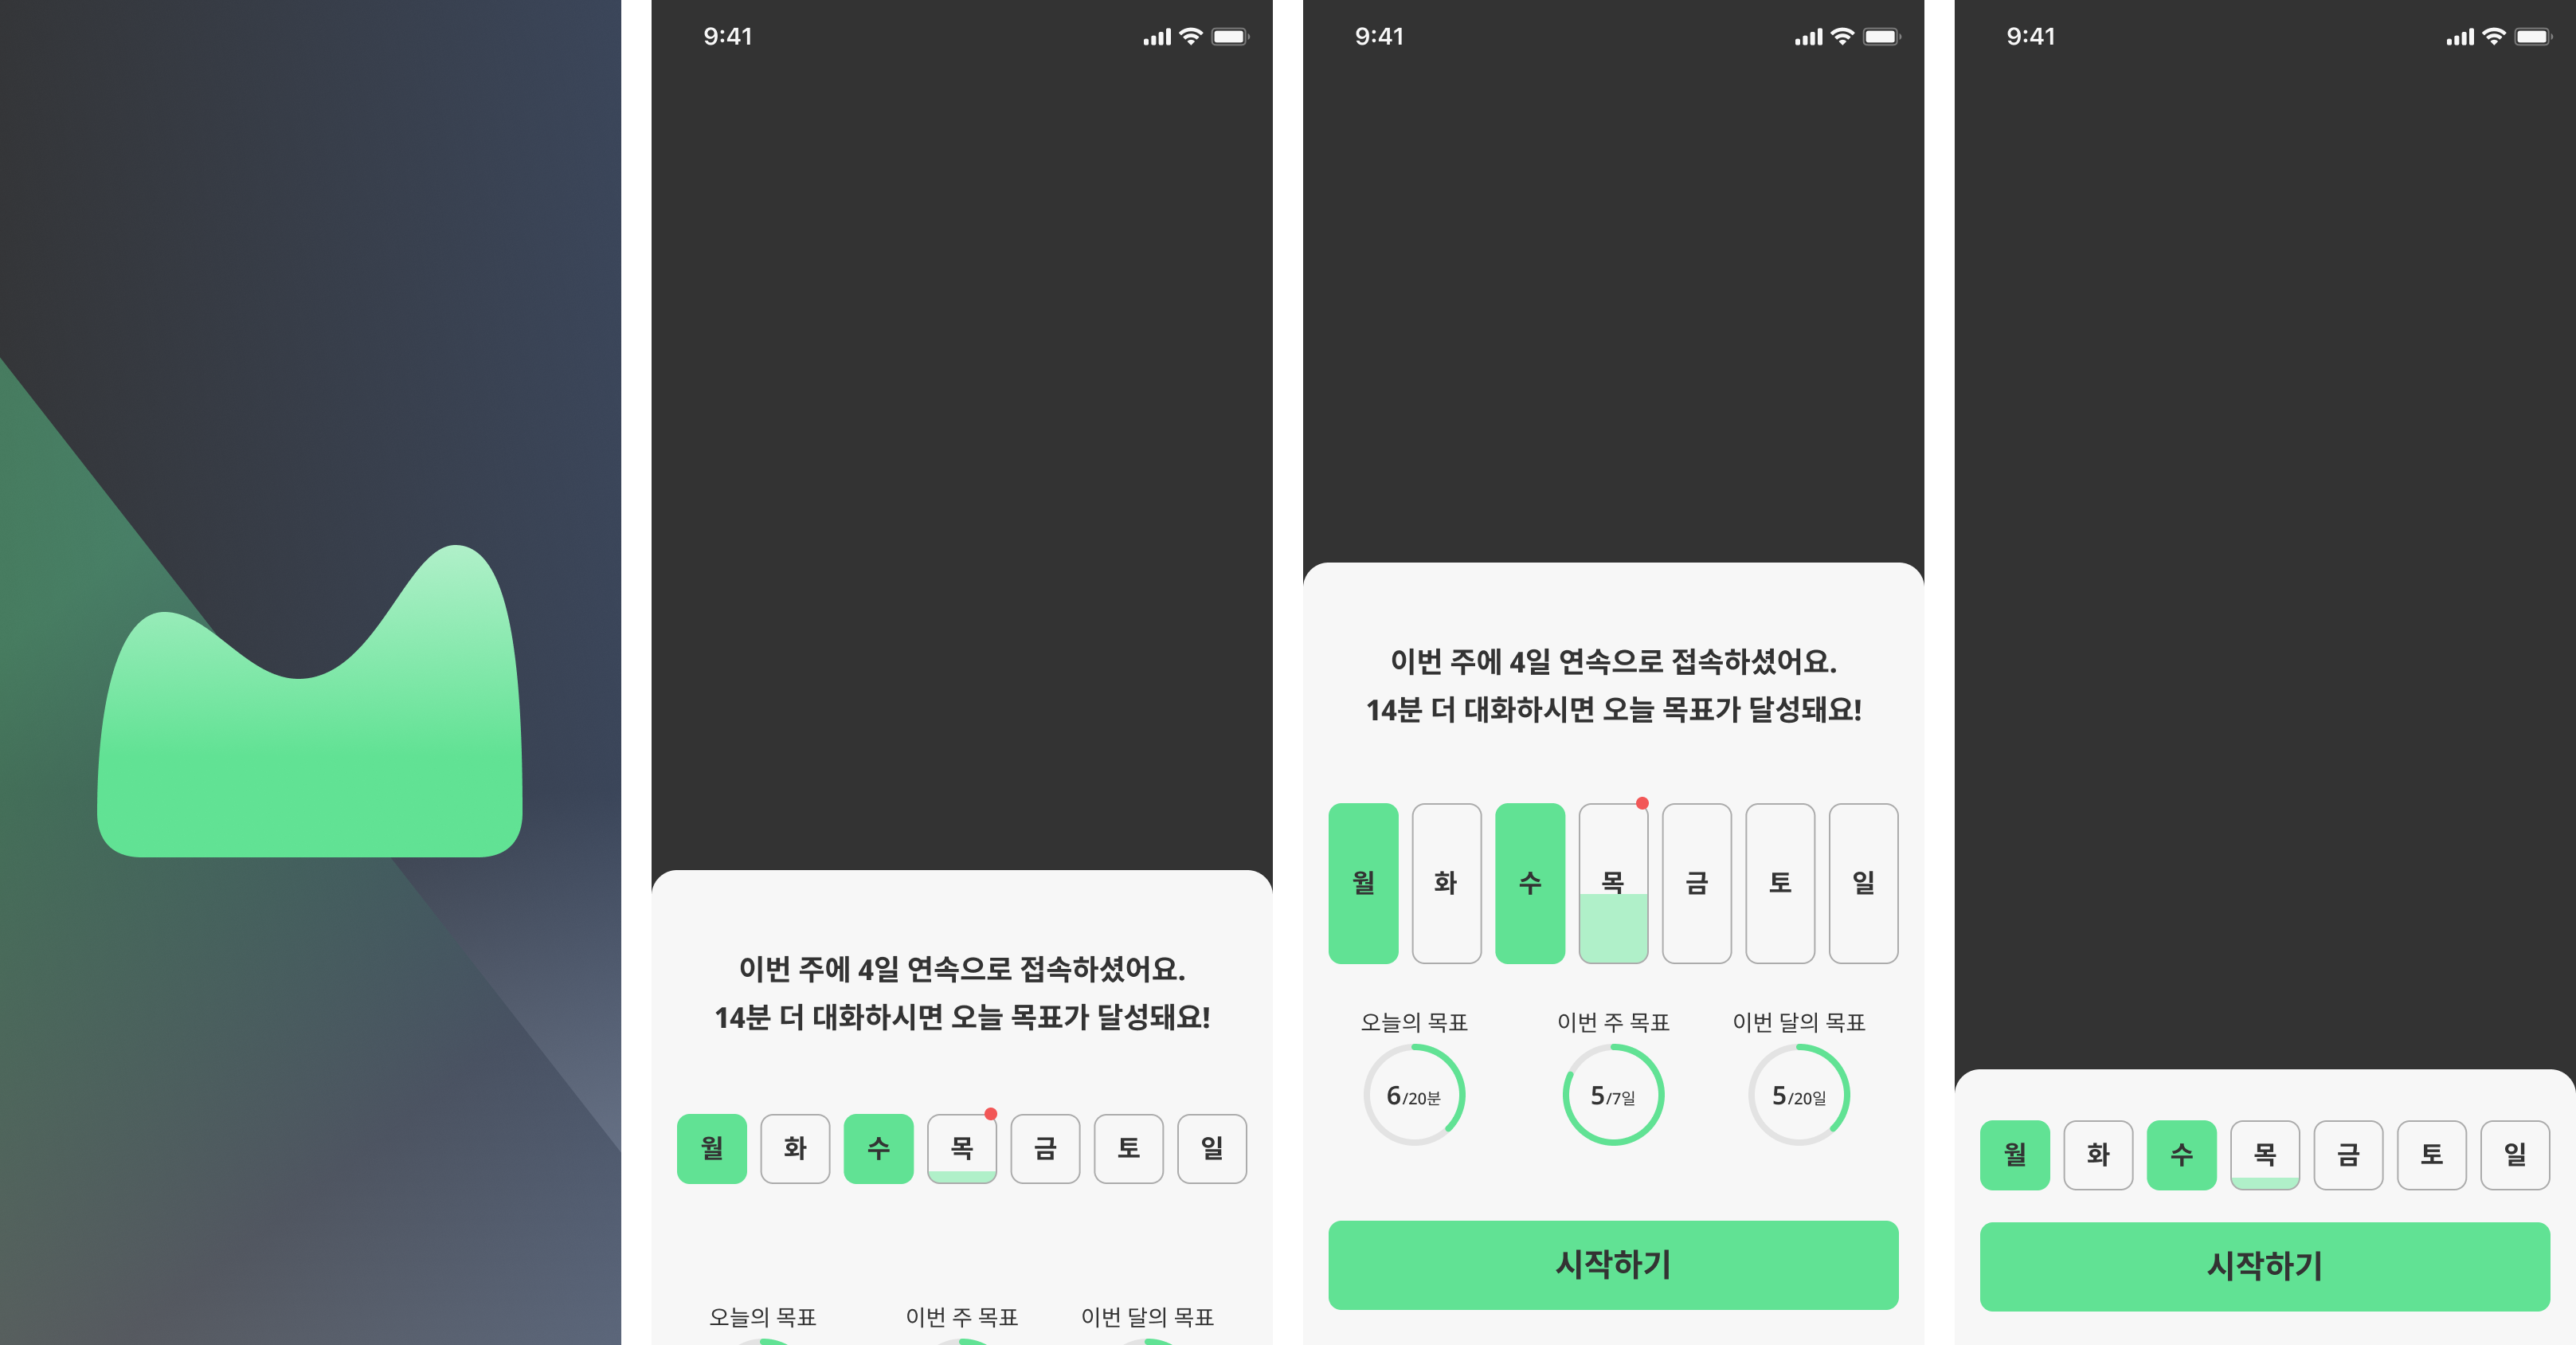 9:41
이번 주에 4일 연속으로 접속하셨어요.
14분 더 대화하시면 오늘 목표가 달성돼요!
월 화 수 목 금 토 일
오늘의 목표 이번 주 목표 이번 달의 목표
9:41
이번 주에 4일 연속으로 접속하셨어요.
14분 더 대화하시면 오늘 목표가 달성돼요!
월 화 수 목 금 토 일
오늘의 목표 이번 주 목표 이번 달의 목표
6/20분 5/7일 5/20일
시작하기
9:41
월 화 수 목 금 토 일
시작하기